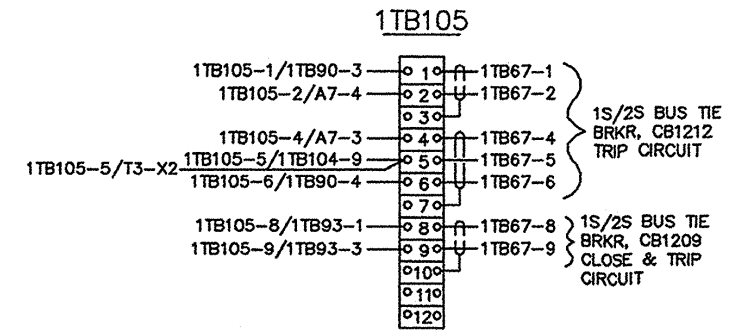 1TB105
1TB105-1/1TB90-3 1 1TB67-1
1TB105-2/A7-4 2 1TB67-2
3
1TB105-4/A7-3 4 1TB67-4
1TB105-5/T3-X2 1TB105-5/1TB104-9 5 1TB67-5
1TB105-6/1TB90-4 6 1TB67-6
7
1TB105-8/1TB93-1 8 1TB67-8
1TB105-9/1TB93-3 9 1TB67-9
10
11
12
1S/2S BUS TIE
BRKR, CB1212
TRIP CIRCUIT
1S/2S BUS TIE
BRKR, CB1209
CLOSE & TRIP
CIRCUIT